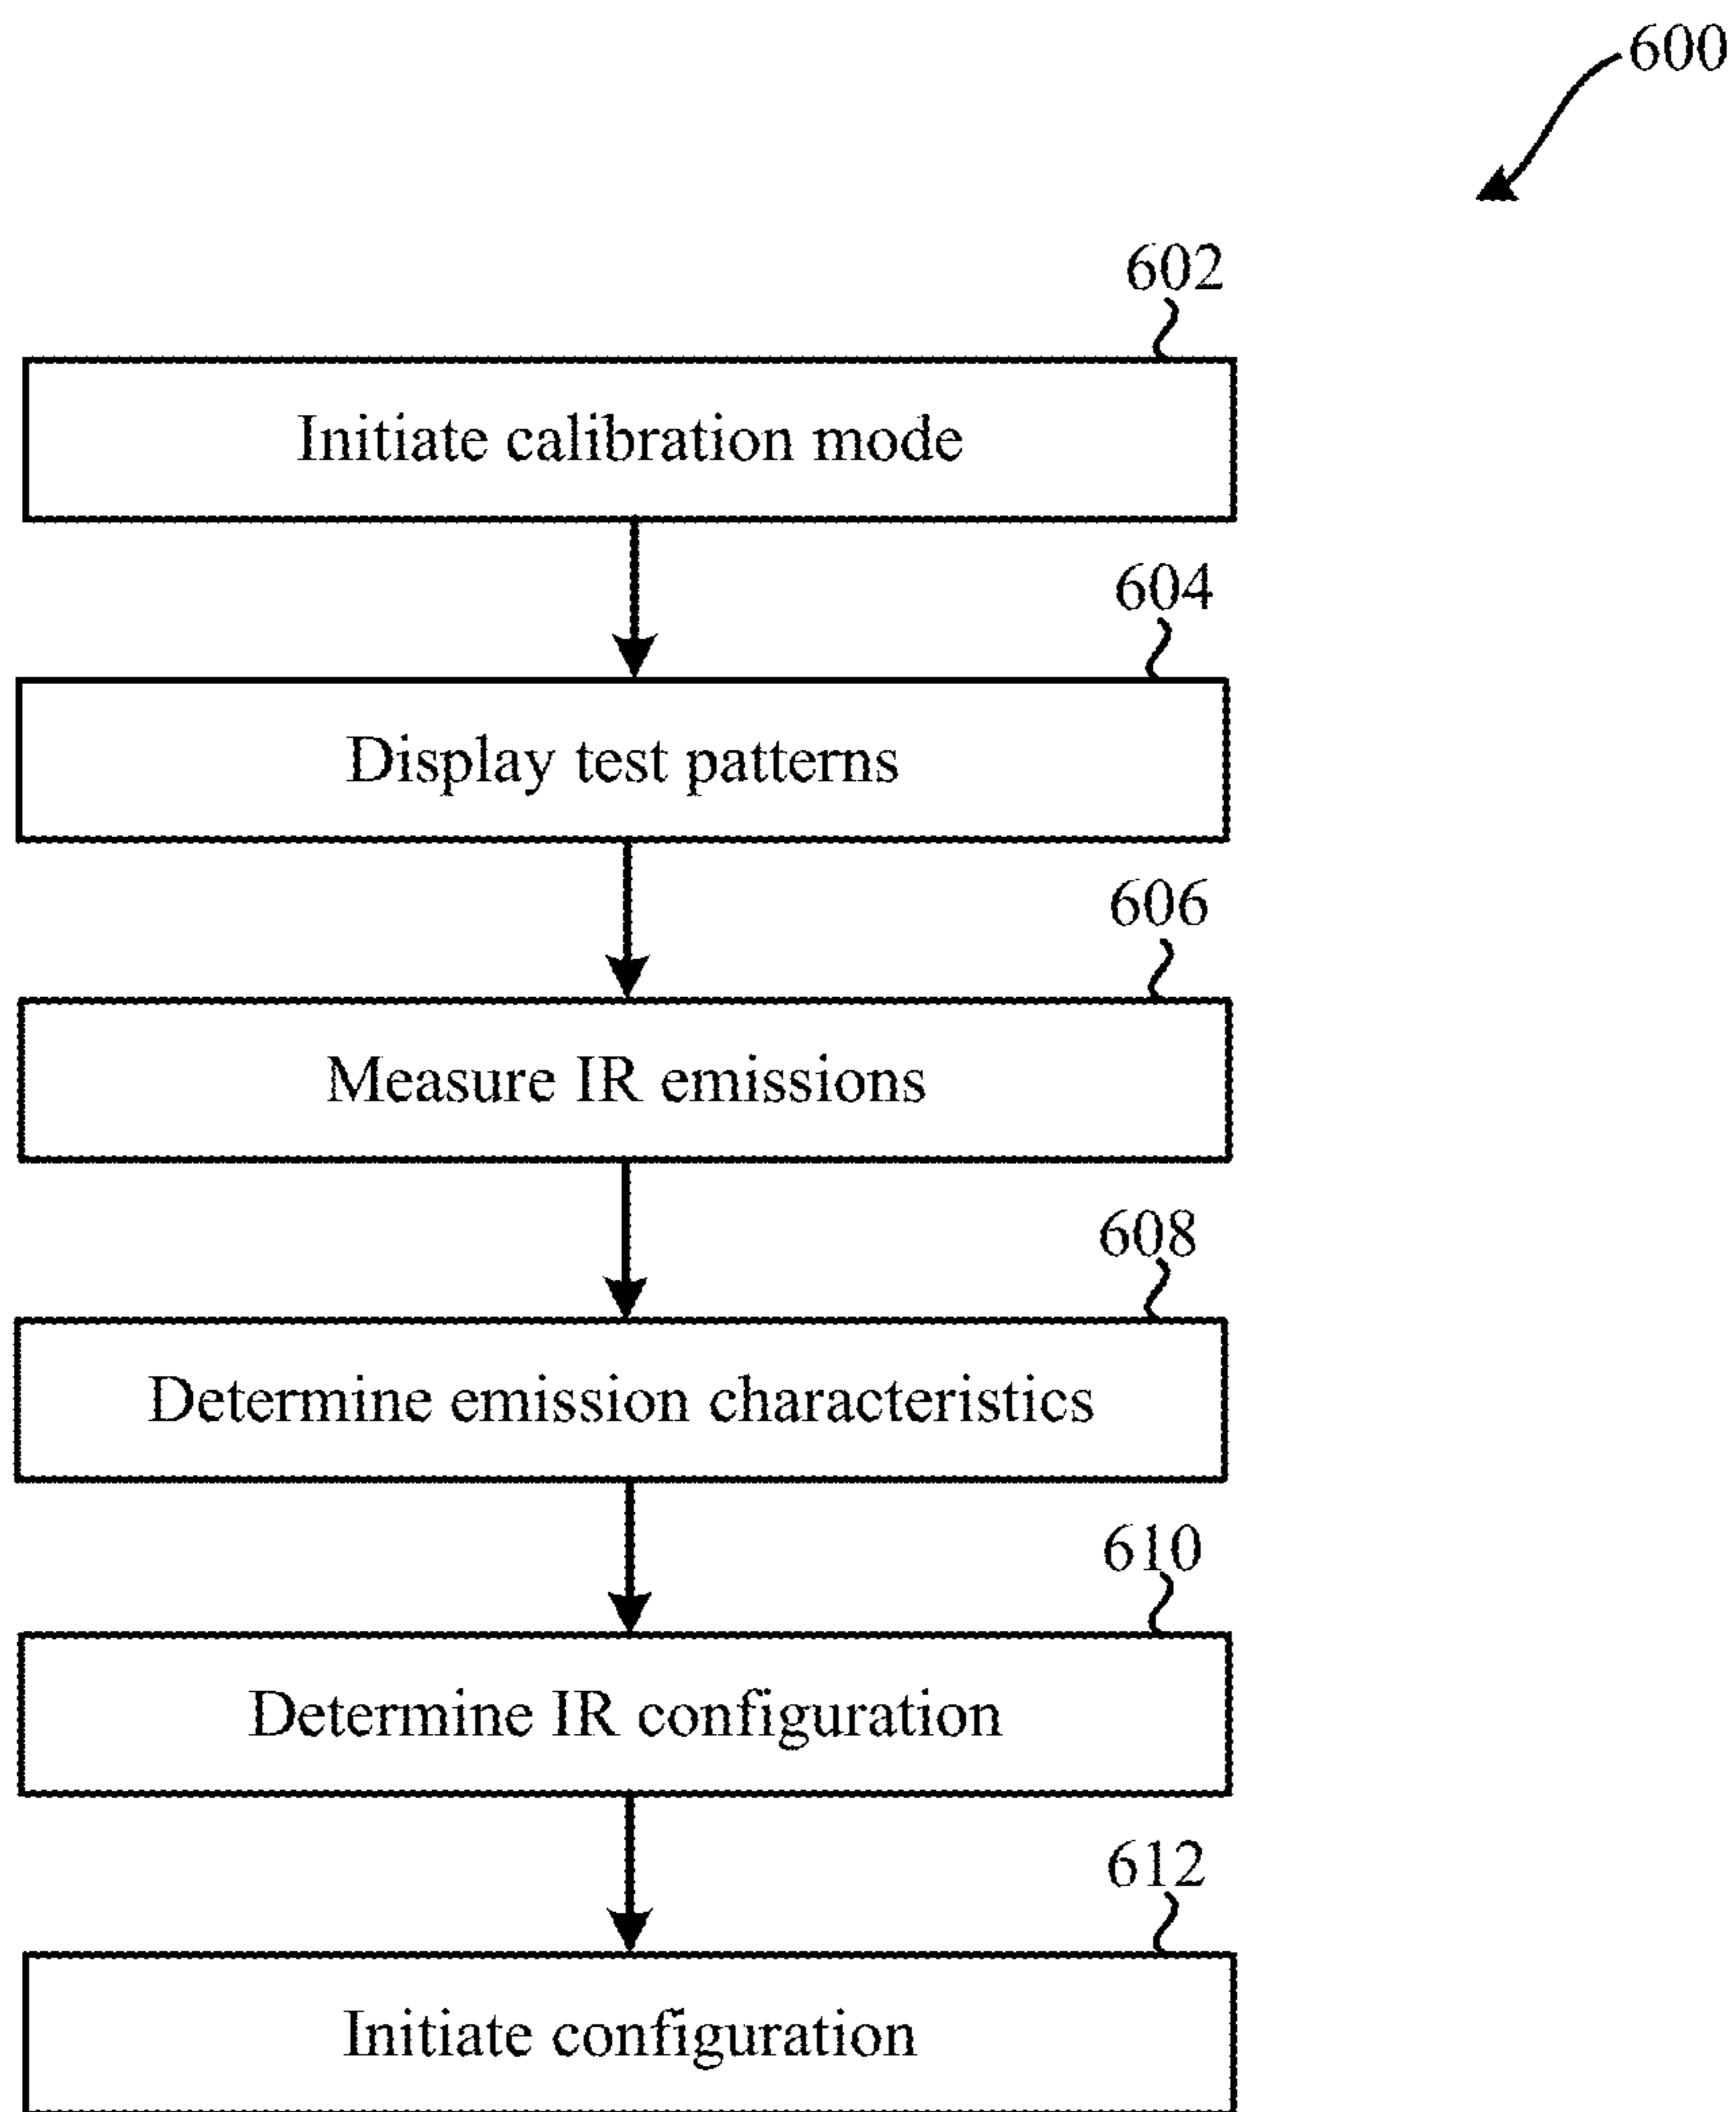 600
602
Initiate calibration mode
604
Display test patterns
606
Measure IR emissions
608
Determine emission characteristics
610
Determine IR configuration
612
Initiate configuration